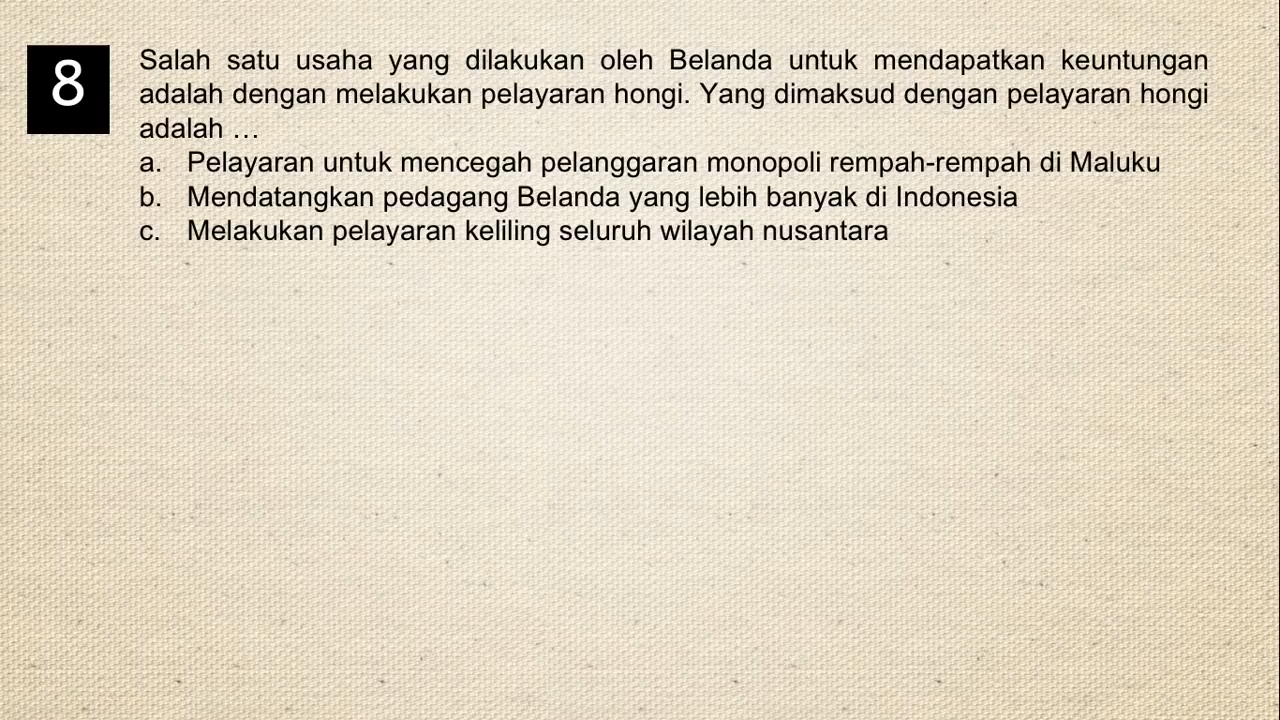 8
Salah satu usaha yang dilakukan oleh Belanda untuk mendapatkan keuntungan
adalah dengan melakukan pelayaran hongi. Yang dimaksud dengan pelayaran hongi
adalah …
a. Pelayaran untuk mencegah pelanggaran monopoli rempah-rempah di Maluku
b. Mendatangkan pedagang Belanda yang lebih banyak di Indonesia
c. Melakukan pelayaran keliling seluruh wilayah nusantara